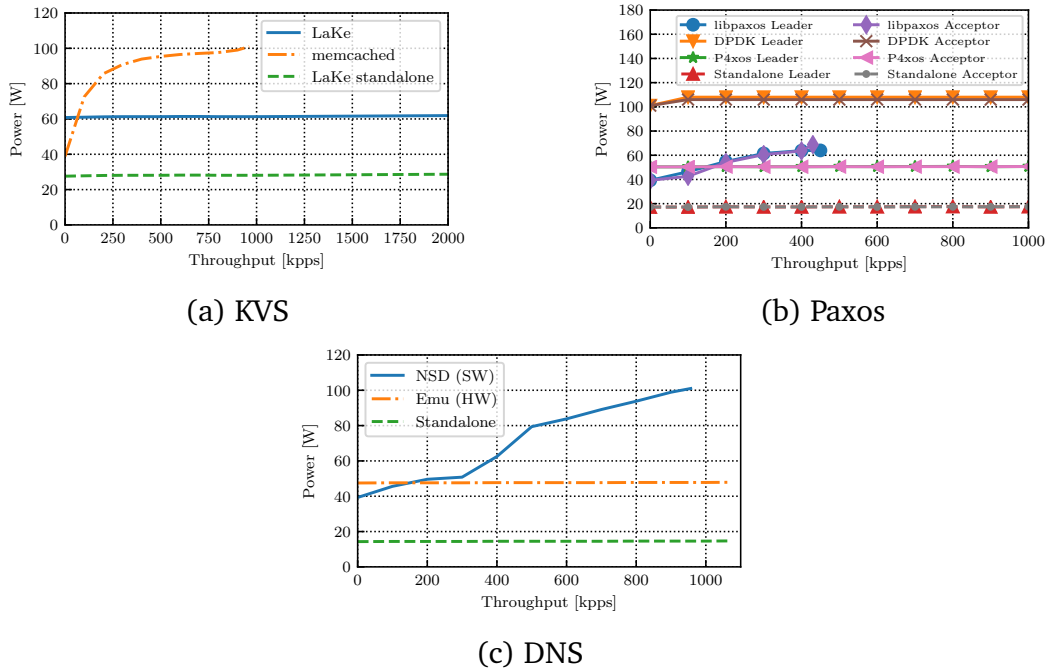 120
100
80
60
40
20
0
Power [W]
LaKe
memcached
LaKe standalone
0 250 500 750 1000 1250 1500 1750 2000
Throughput [kpps]
(a) KVS
180
160
140
120
100
80
60
40
20
0
Power [W]
libpaxos Leader
DPDK Leader
P4xos Leader
Standalone Leader
libpaxos Acceptor
DPDK Acceptor
P4xos Acceptor
Standalone Acceptor
0 200 400 600 800 1000
Throughput [kpps]
(b) Paxos
120
100
80
60
40
20
0
Power [W]
NSD (SW)
Emu (HW)
Standalone
0 200 400 600 800 1000
Throughput [kpps]
(c) DNS